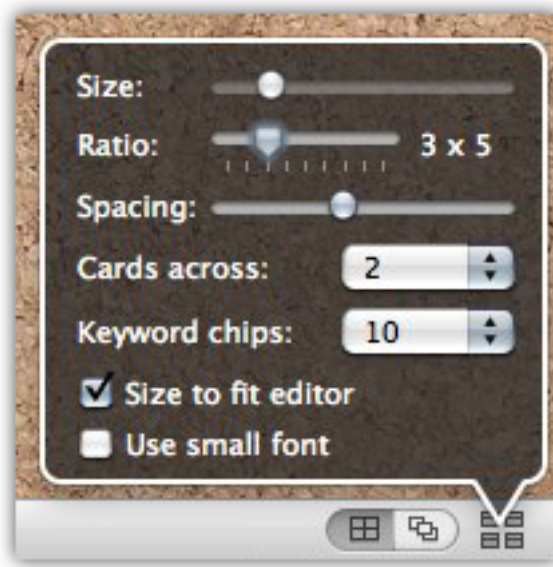 Size:
Ratio: 3 x 5
Spacing:
Cards across: 2
Keyword chips: 10
Size to fit editor
Use small font